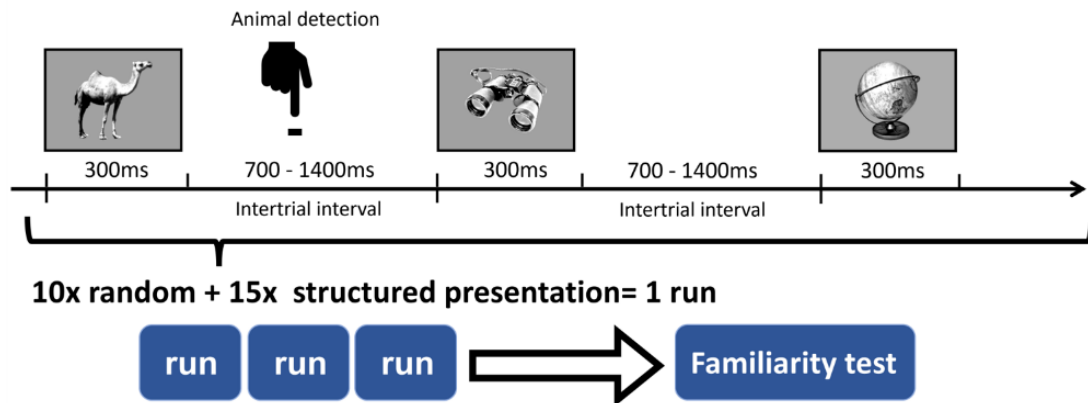 Animal detection
300ms
700 - 1400ms
300ms
700 - 1400ms
300ms
Intertrial interval
Intertrial interval
10x random + 15x  structured presentation= 1 run
run
run
run
Familiarity test